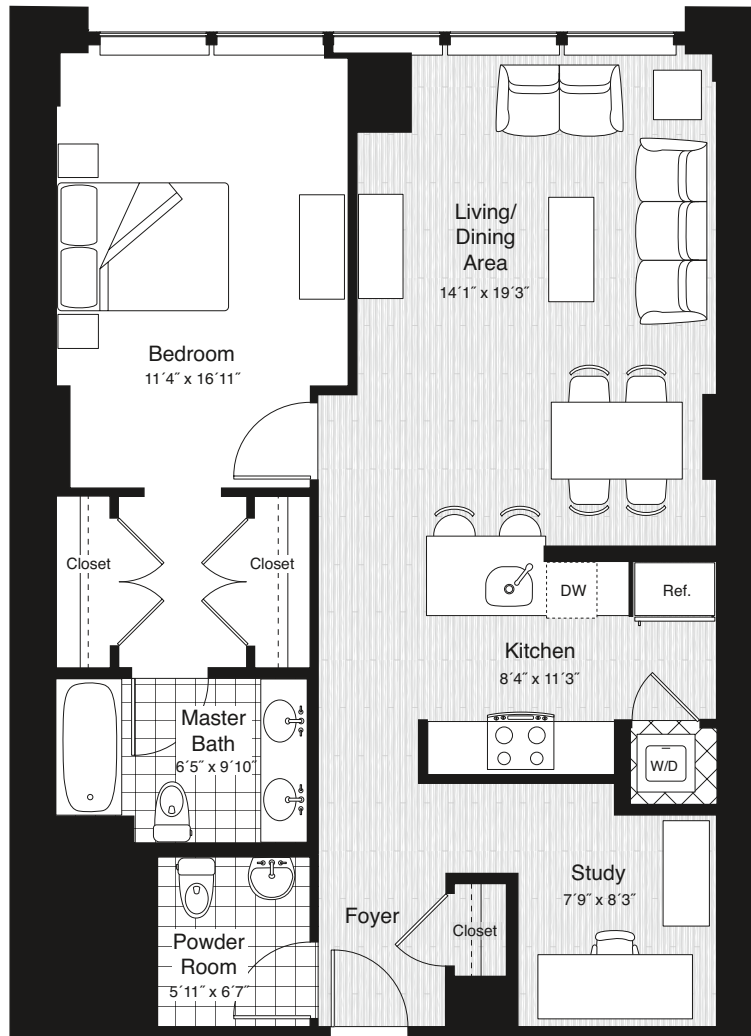 Living/
Dining
Area
14´1˝ x 19´3˝
Bedroom
11´4˝ x 16´11˝
Closet
Closet
DW
Ref.
Kitchen
8´4˝ x 11´3˝
Master
Bath
6´5˝ x 9´10˝
W/D
Study
7´9˝ x 8´3˝
Foyer
Closet
Powder
Room
5´11˝ x 6´7˝